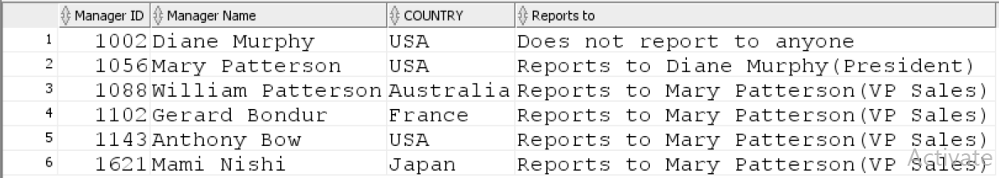 Manager ID Manager Name COUNTRY Reports to
1 1002 Diane Murphy USA Does not report to anyone
2 1056 Mary Patterson USA Reports to Diane Murphy(President)
3 1088 William Patterson Australia Reports to Mary Patterson(VP Sales)
4 1102 Gerard Bondur France Reports to Mary Patterson(VP Sales)
5 1143 Anthony Bow USA Reports to Mary Patterson(VP Sales)
6 1621 Mami Nishi Japan Reports to Mary Patterson(VP Sales)
Activate